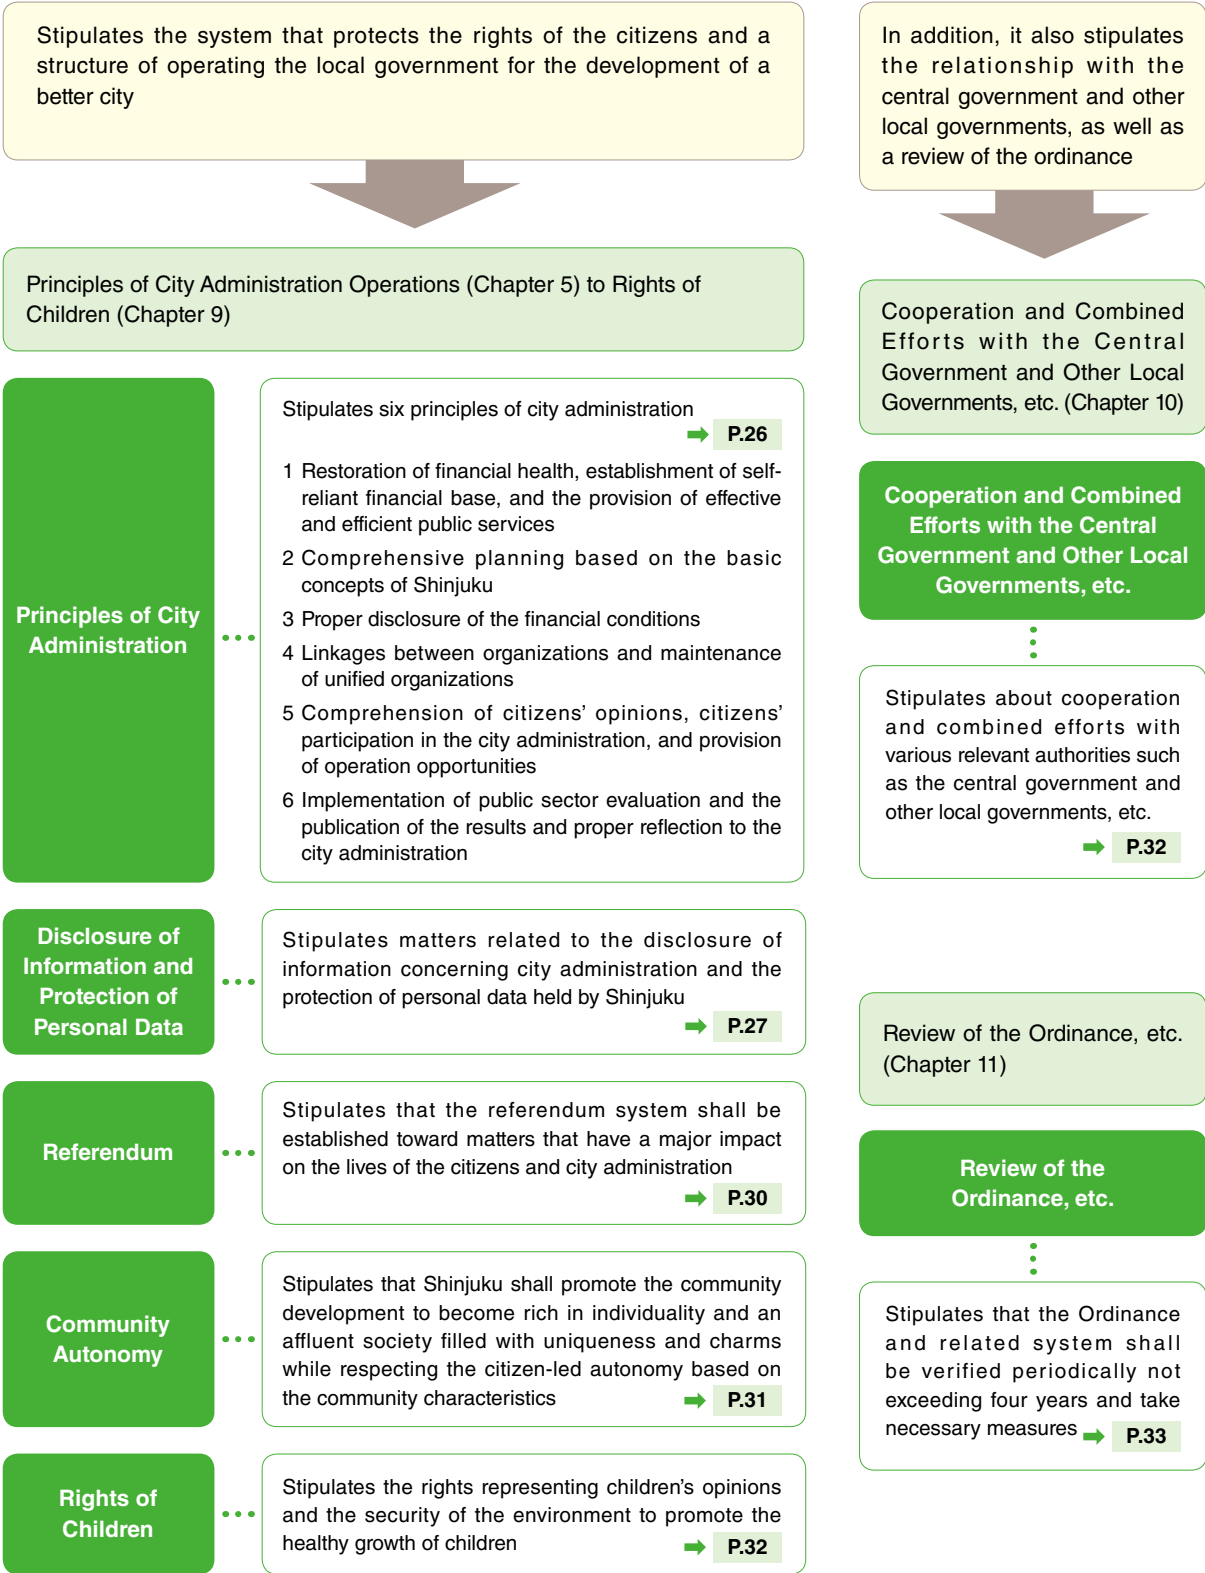 Stipulates the system that protects the rights of the citizens and a
structure of operating the local government for the development of a
better city
Principles of City Administration Operations (Chapter 5) to Rights of
Children (Chapter 9)
Principles of City
Administration
Stipulates six principles of city administration
P.26
1 Restoration of financial health, establishment of self-
reliant financial base, and the provision of effective
and efficient public services
2 Comprehensive planning based on the basic
concepts of Shinjuku
3 Proper disclosure of the financial conditions
4 Linkages between organizations and maintenance
of unified organizations
5 Comprehension of citizens’ opinions, citizens’
participation in the city administration, and provision
of operation opportunities
6 Implementation of public sector evaluation and the
publication of the results and proper reflection to the
city administration
Disclosure of
Information and
Protection of
Personal Data
Stipulates matters related to the disclosure of
information concerning city administration and the
protection of personal data held by Shinjuku
P.27
Referendum
Stipulates that the referendum system shall be
established toward matters that have a major impact
on the lives of the citizens and city administration
P.30
Community
Autonomy
Stipulates that Shinjuku shall promote the community
development to become rich in individuality and an
affluent society filled with uniqueness and charms
while respecting the citizen-led autonomy based on
the community characteristics P.31
Rights of
Children
Stipulates the rights representing children’s opinions
and the security of the environment to promote the
healthy growth of children P.32
In addition, it also stipulates
the relationship with the
central government and other
local governments, as well as
a review of the ordinance
Cooperation and Combined
Efforts with the Central
Government and Other Local
Governments, etc. (Chapter 10)
Cooperation and Combined
Efforts with the Central
Government and Other Local
Governments, etc.
Stipulates about cooperation
and combined efforts with
various relevant authorities such
as the central government and
other local governments, etc.
P.32
Review of the Ordinance, etc.
(Chapter 11)
Review of the
Ordinance, etc.
Stipulates that the Ordinance
and related system shall
be verified periodically not
exceeding four years and take
necessary measures P.33